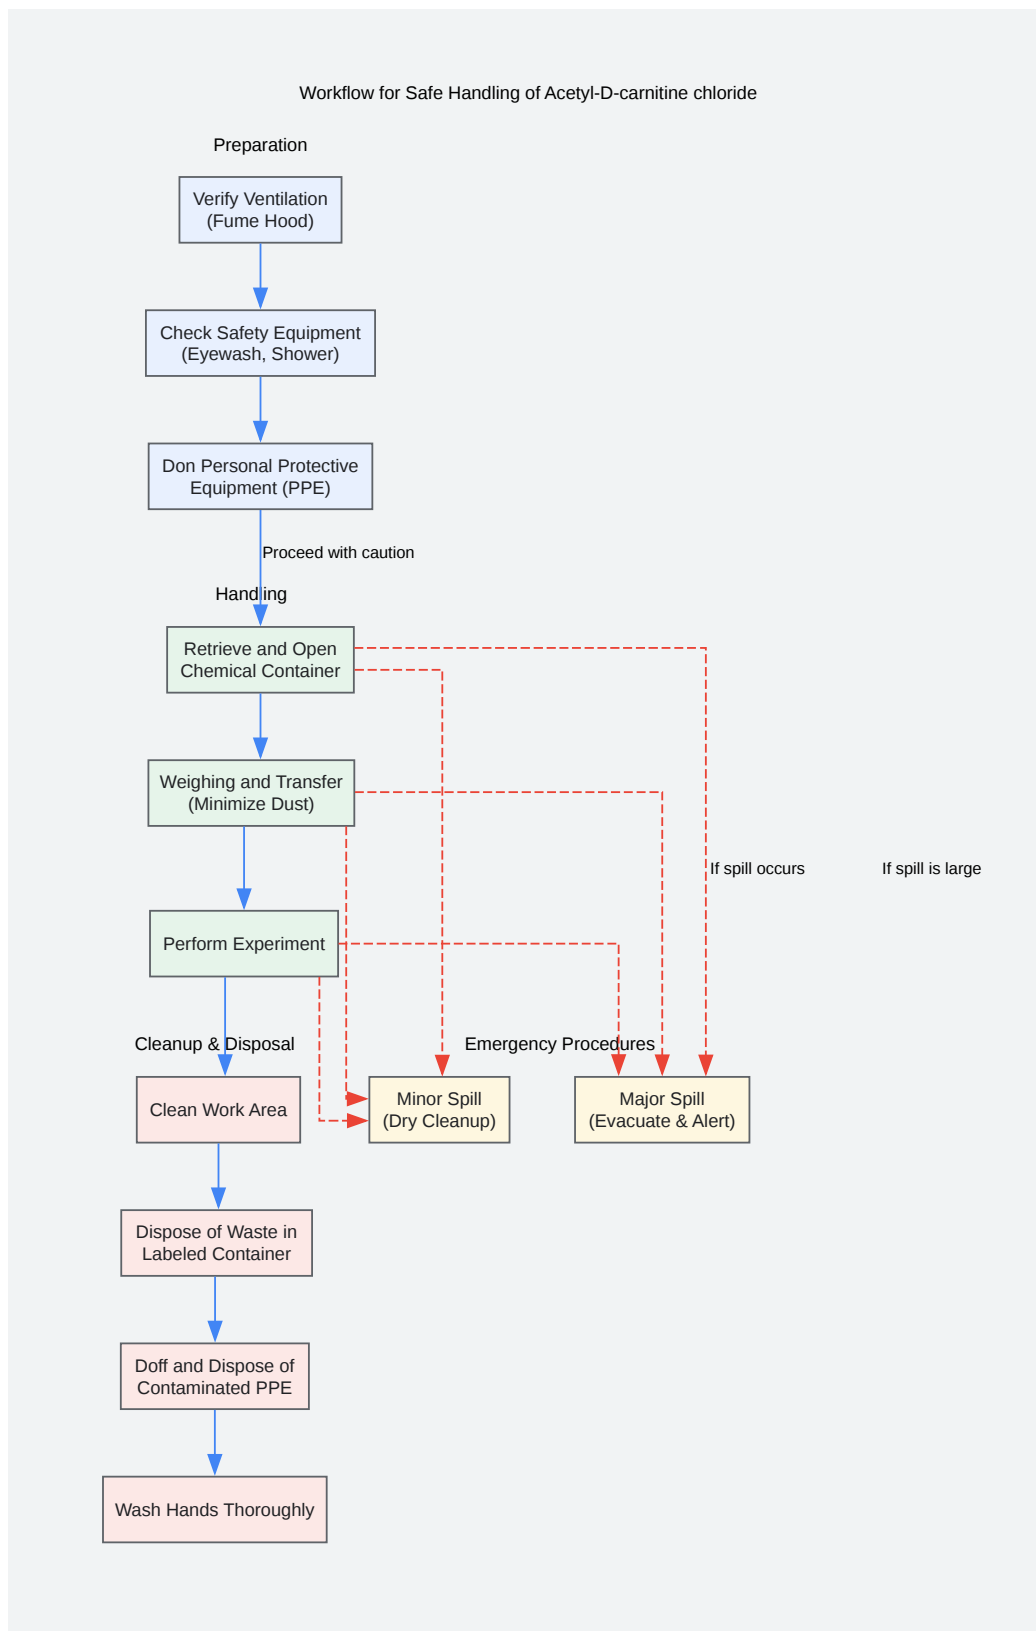 Workflow for Safe Handling of Acetyl-D-carnitine chloride
Preparation
Verify Ventilation
(Fume Hood)
Check Safety Equipment
(Eyewash, Shower)
Don Personal Protective
Equipment (PPE)
Proceed with caution
Handling
Retrieve and Open
Chemical Container
Weighing and Transfer
(Minimize Dust)
If spill occurs
If spill is large
Perform Experiment
Cleanup & Disposal
Emergency Procedures
Clean Work Area
Minor Spill
(Dry Cleanup)
Major Spill
(Evacuate & Alert)
Dispose of Waste in
Labeled Container
Doff and Dispose of
Contaminated PPE
Wash Hands Thoroughly